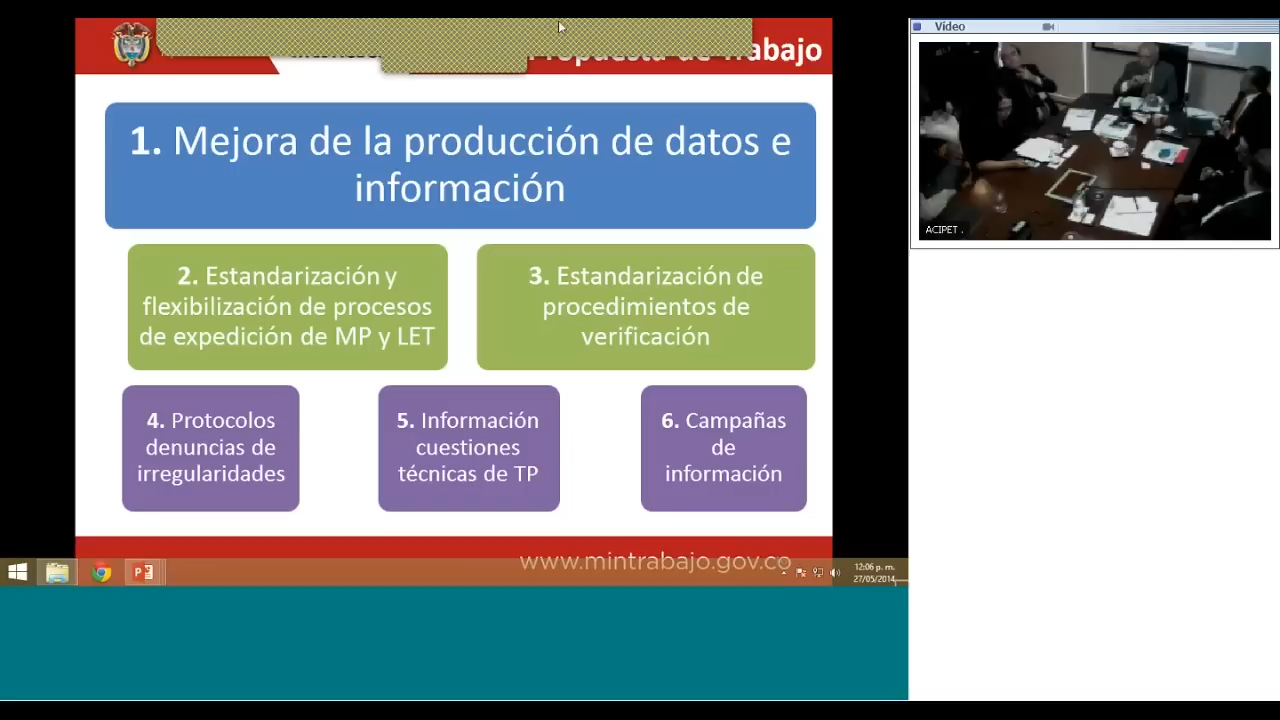 Vídeo
de Trabajo
1. Mejora de la producción de datos e
información
2. Estandarización y
flexibilización de procesos
de expedición de MP y LET
3. Estandarización de
procedimientos de
verificación
4. Protocolos
denuncias de
irregularidades
5. Información
cuestiones
técnicas de TP
6. Campañas
de
información
ACIPET .
www.mintrabajo.gov.co
12:06 p. m.
27/05/2014